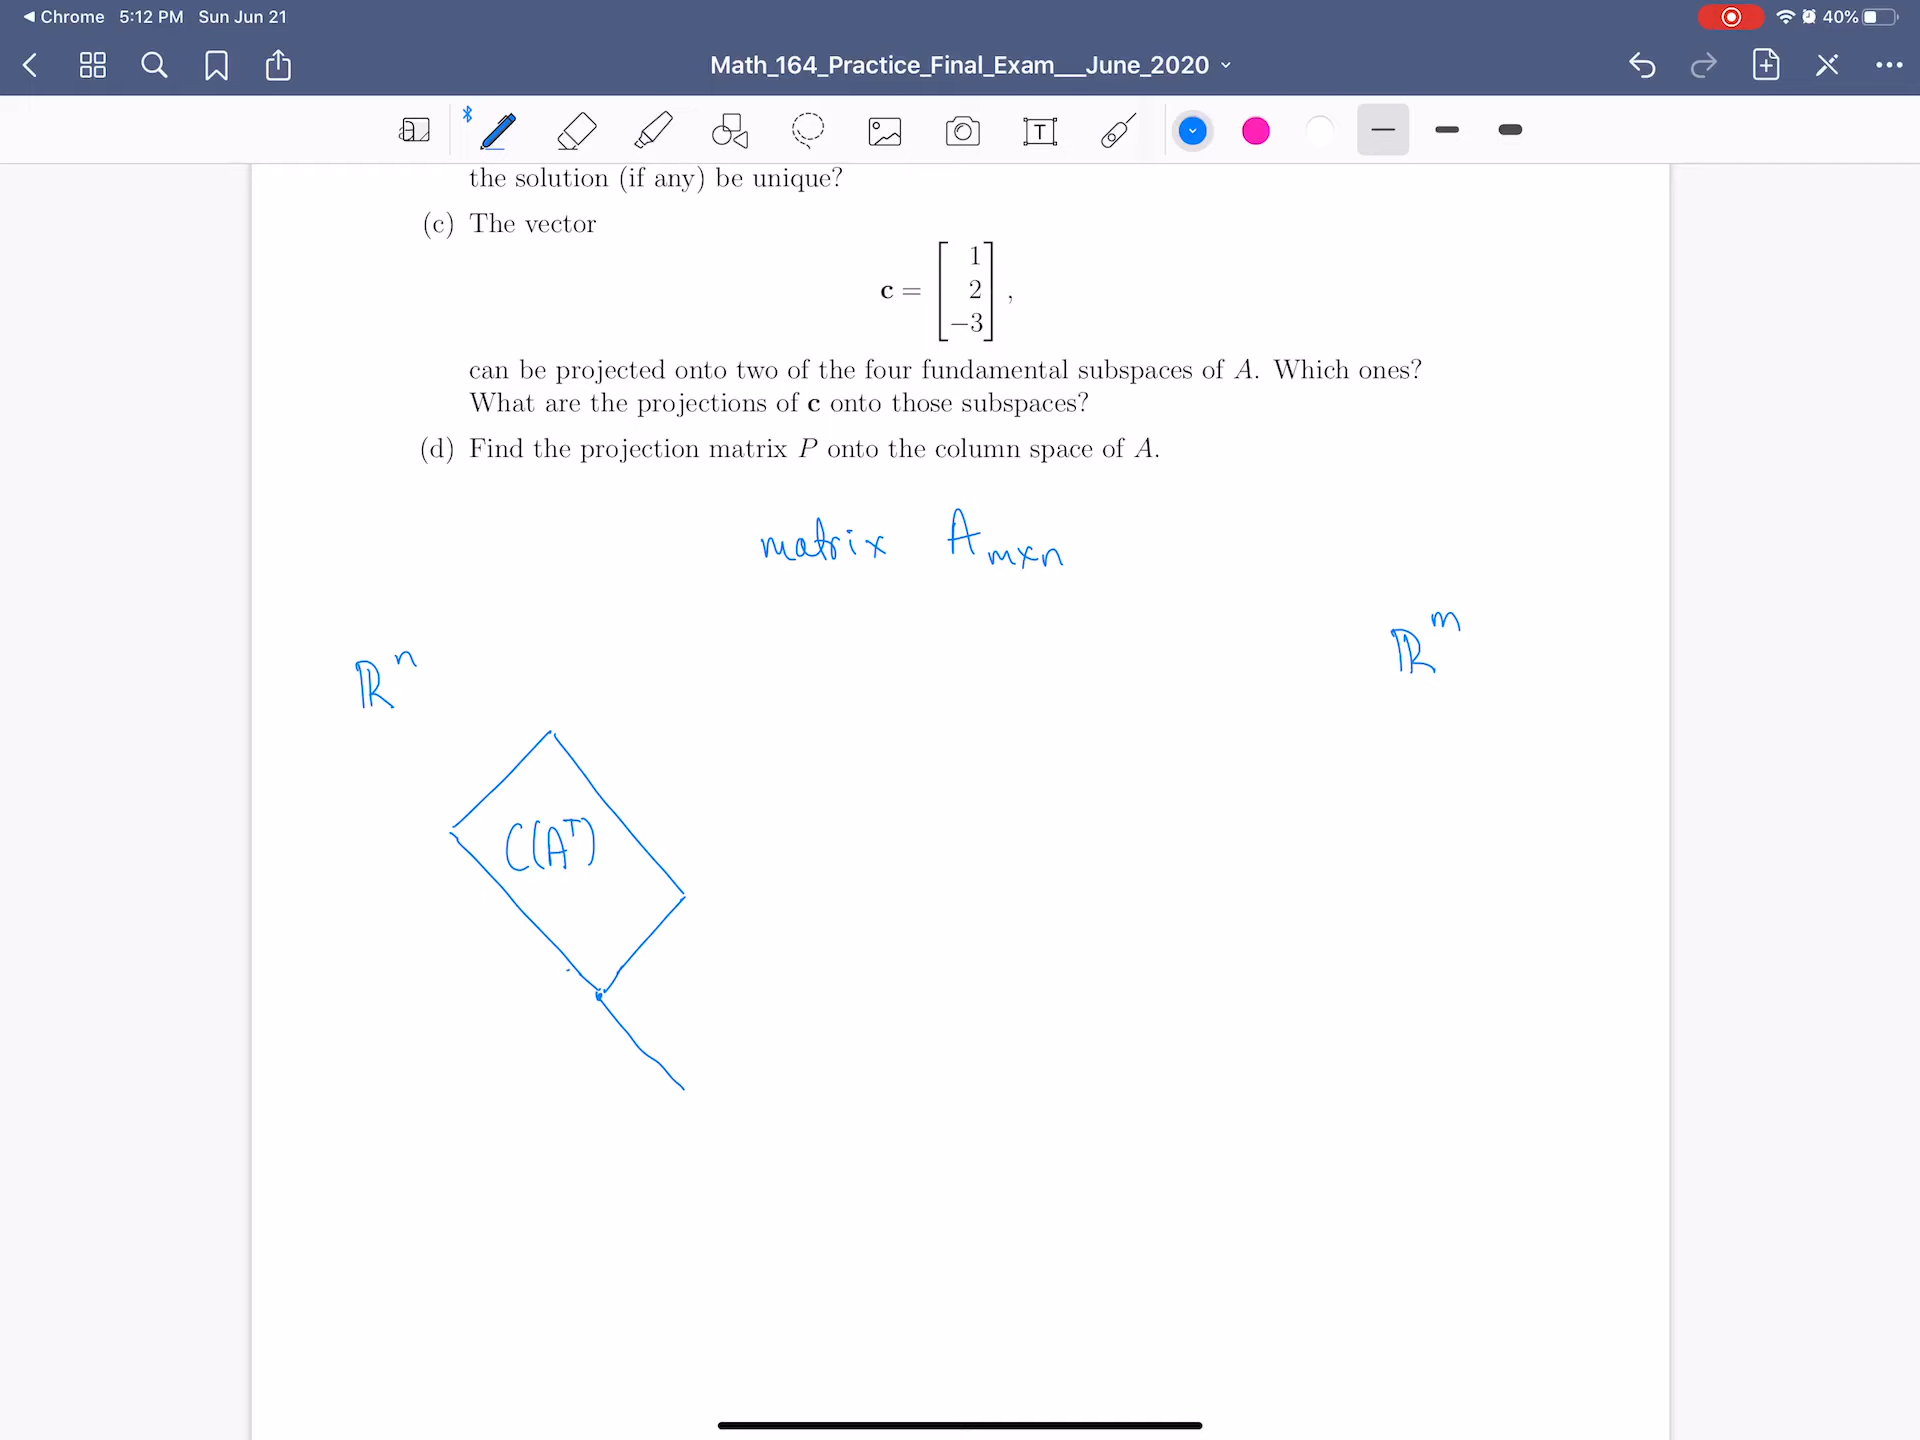 Chrome 5:12 PM Sun Jun 21
40%
Math_164_Practice_Final_Exam___June_2020
the solution (if any) be unique?
(c) The vector
c = [1 2 −3],
can be projected onto two of the four fundamental subspaces of A. Which ones?
What are the projections of c onto those subspaces?
(d) Find the projection matrix P onto the column space of A.
matrix A m×n
ℝ^m
ℝ^n
C(A^T)